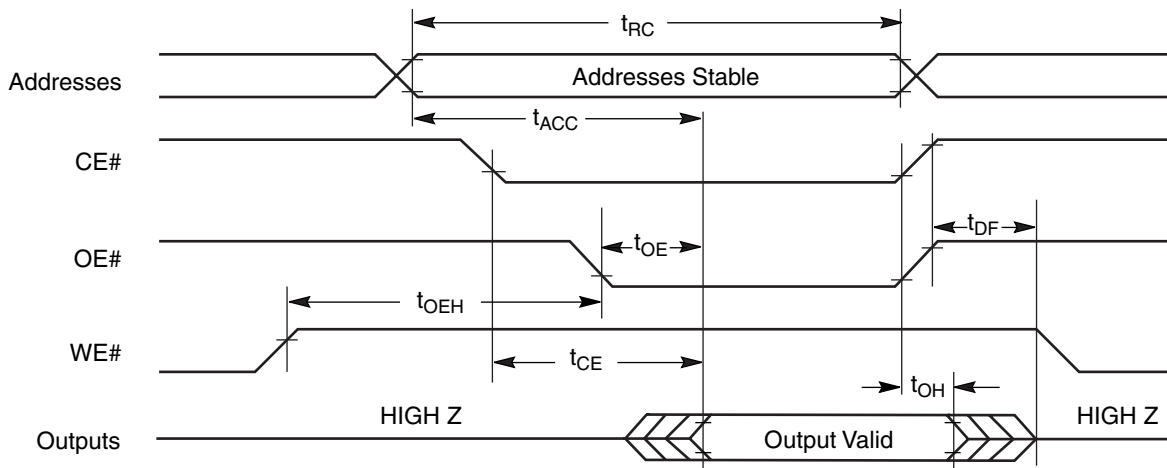 tRC
Addresses
Addresses Stable
tACC
CE#
tDF
OE#
tOE
tOEH
WE#
tCE
tOH
HIGH Z
HIGH Z
Outputs
Output Valid